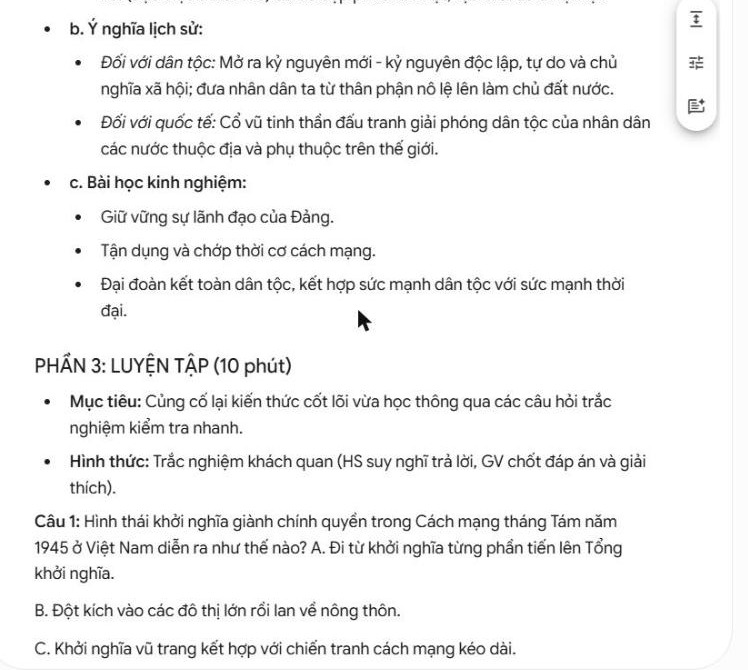 b. Ý nghĩa lịch sử:
Đối với dân tộc: Mở ra kỷ nguyên mới - kỷ nguyên độc lập, tự do và chủ
nghĩa xã hội; đưa nhân dân ta từ thân phận nô lệ lên làm chủ đất nước.
Đối với quốc tế: Cổ vũ tinh thần đấu tranh giải phóng dân tộc của nhân dân
các nước thuộc địa và phụ thuộc trên thế giới.
c. Bài học kinh nghiệm:
Giữ vững sự lãnh đạo của Đảng.
Tận dụng và chớp thời cơ cách mạng.
Đại đoàn kết toàn dân tộc, kết hợp sức mạnh dân tộc với sức mạnh thời
đại.
PHẦN 3: LUYỆN TẬP (10 phút)
Mục tiêu: Củng cố lại kiến thức cốt lõi vừa học thông qua các câu hỏi trắc
nghiệm kiểm tra nhanh.
Hình thức: Trắc nghiệm khách quan (HS suy nghĩ trả lời, GV chốt đáp án và giải
thích).
Câu 1: Hình thái khởi nghĩa giành chính quyền trong Cách mạng tháng Tám năm
1945 ở Việt Nam diễn ra như thế nào? A. Đi từ khởi nghĩa từng phần tiến lên Tổng
khởi nghĩa.
B. Đột kích vào các đô thị lớn rồi lan về nông thôn.
C. Khởi nghĩa vũ trang kết hợp với chiến tranh cách mạng kéo dài.